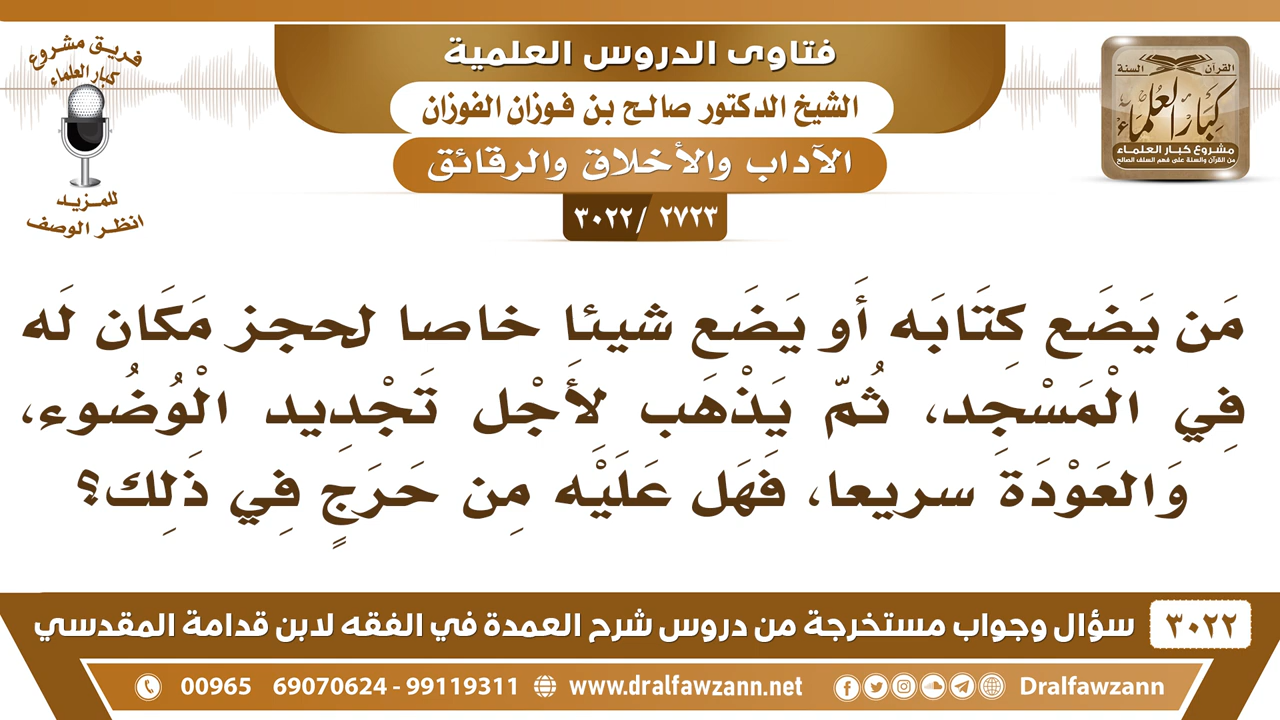 فتاوى الدروس العلمية
الشيخ الدكتور صالح بن فوزان الفوزان
الآداب والأخلاق والرقائق
٢٧٢٣ / ٣٠٢٢
فريق مشروع
كبار العلماء
للمزيد
انظر الوصف
القرآن السنة
كبار العلماء
مشروع كبار العلماء
من القرآن والسنة على فهم السلف الصالح
مَن يَضَع كِتَابَه أَو يَضَع شيئا خاصا لحجز مَكَان لَه
فِي الْمَسْجِد، ثُمّ يَذْهَب لأَجْل تَجْدِيد الْوُضُوء،
وَالعَوْدَة سريعا، فَهَل عَلَيْه مِن حَرَجٍ فِي ذَلِك؟
٣٠٢٢ سؤال وجواب مستخرجة من دروس شرح العمدة في الفقه لابن قدامة المقدسي
00965 69070624 - 99119311 www.dralfawzann.net Dralfawzann